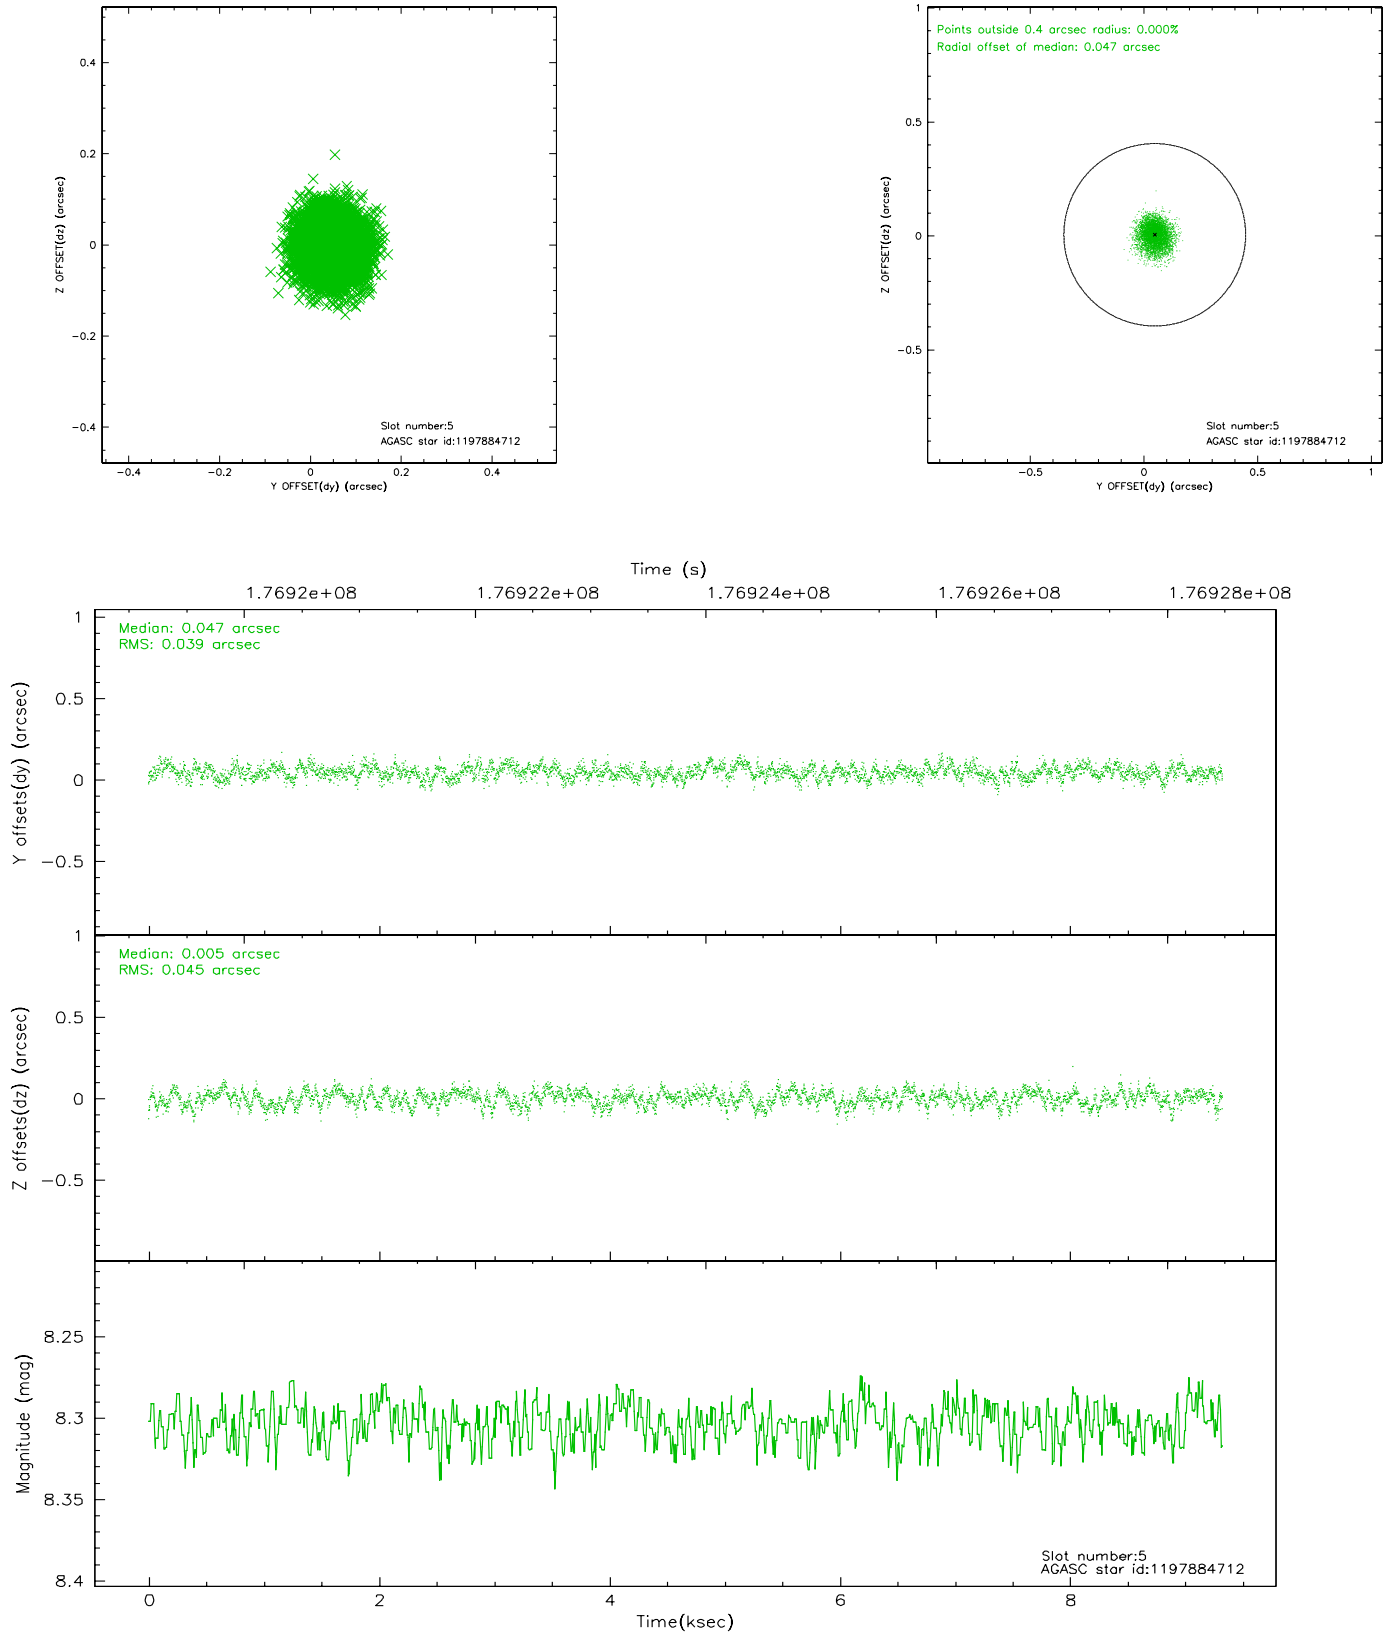 0.4
0.2
0
−0.2
−0.4
Z OFFSET(dz) (arcsec)
Slot number:5
AGASC star id:1197884712
−0.4
−0.2
0
0.2
0.4
Y OFFSET(dy) (arcsec)
Points outside 0.4 arcsec radius: 0.000%
Radial offset of median: 0.047 arcsec
1
0.5
0
−0.5
Z OFFSET(dz) (arcsec)
Slot number:5
AGASC star id:1197884712
−0.5
0
0.5
1
Y OFFSET(dy) (arcsec)
Time (s)
1.7692e+08
1.76922e+08
1.76924e+08
1.76926e+08
1.76928e+08
Median: 0.047 arcsec
RMS: 0.039 arcsec
1
0.5
0
−0.5
Y offsets(dy) (arcsec)
Median: 0.005 arcsec
RMS: 0.045 arcsec
1
0.5
0
−0.5
Z offsets(dz) (arcsec)
8.25
8.3
8.35
8.4
Magnitude (mag)
Slot number:5
AGASC star id:1197884712
0
2
4
6
8
Time(ksec)